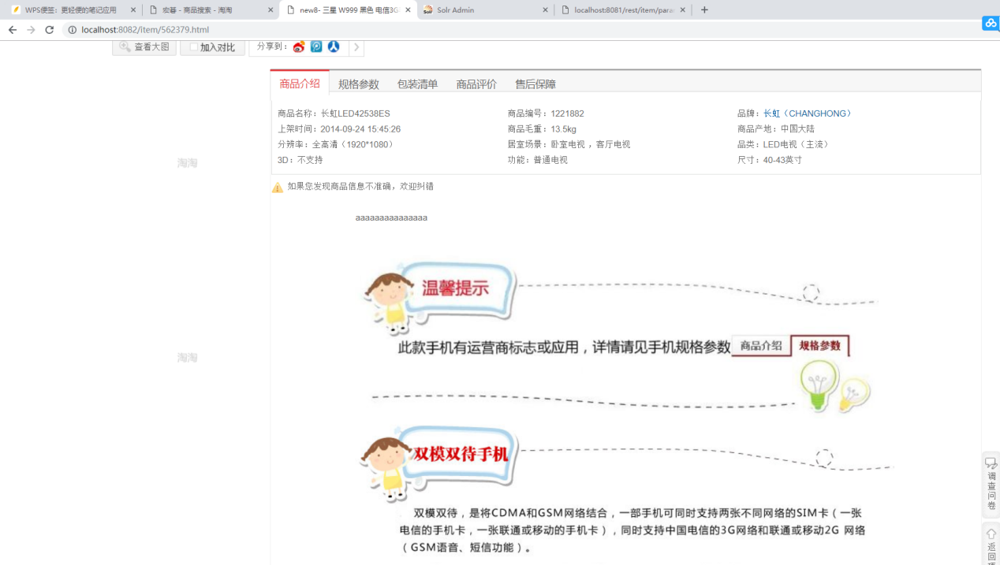 WPS便签：更轻便的笔记应用
宏碁 - 商品搜索 - 淘淘
new8- 三星 W999 黑色 电信3G
Solr Admin
localhost:8081/rest/item/para
localhost:8082/item/562379.html
查看大图
加入对比
分享到：
商品介绍 规格参数 包装清单 商品评价 售后保障
商品名称：长虹LED42538ES 商品编号：1221882 品牌：长虹（CHANGHONG）
上架时间：2014-09-24 15:45:26 商品毛重：13.5kg 商品产地：中国大陆
分辨率：全高清（1920*1080） 居室场景：卧室电视 ，客厅电视 品类：LED电视（主流）
3D：不支持 功能：普通电视 尺寸：40-43英寸
淘淘
如果您发现商品信息不准确，欢迎纠错
aaaaaaaaaaaaaaa
温馨提示
此款手机有运营商标志或应用，详情请见手机规格参数 商品介绍 规格参数
淘淘
双模双待手机
双模双待，是将CDMA和GSM网络结合，一部手机可同时支持两张不同网络的SIM卡（一张
电信的手机卡，一张联通或移动的手机卡），同时支持中国电信的3G网络和联通或移动2G 网络
（GSM语音、短信功能）。
调查问卷
返回